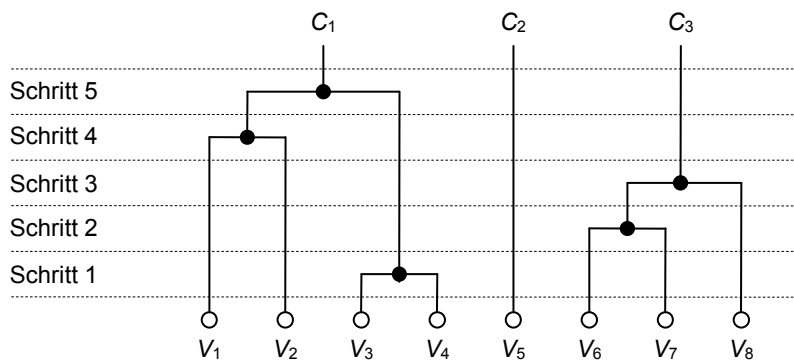 C1 C2 C3
Schritt 5
Schritt 4
Schritt 3
Schritt 2
Schritt 1
V1 V2 V3 V4 V5 V6 V7 V8